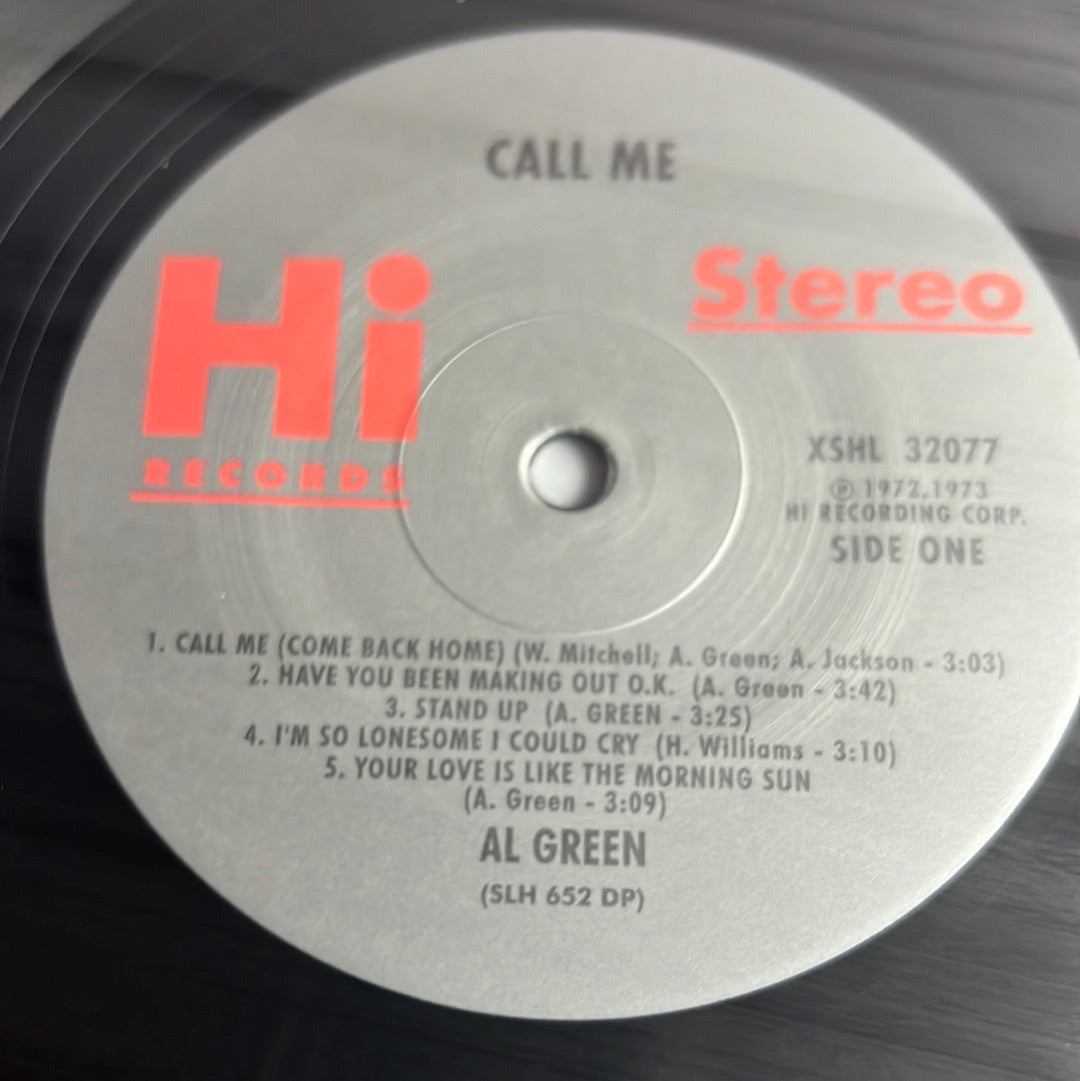 CALL ME
Hi
RECORDS
Stereo
XSHL 32077
℗ 1972,1973
HI RECORDING CORP.
SIDE ONE
1. CALL ME (COME BACK HOME) (W. Mitchell; A. Green; A. Jackson - 3:03)
2. HAVE YOU BEEN MAKING OUT O.K. (A. Green - 3:42)
3. STAND UP (A. GREEN - 3:25)
4. I'M SO LONESOME I COULD CRY (H. Williams - 3:10)
5. YOUR LOVE IS LIKE THE MORNING SUN
(A. Green - 3:09)
AL GREEN
(SLH 652 DP)